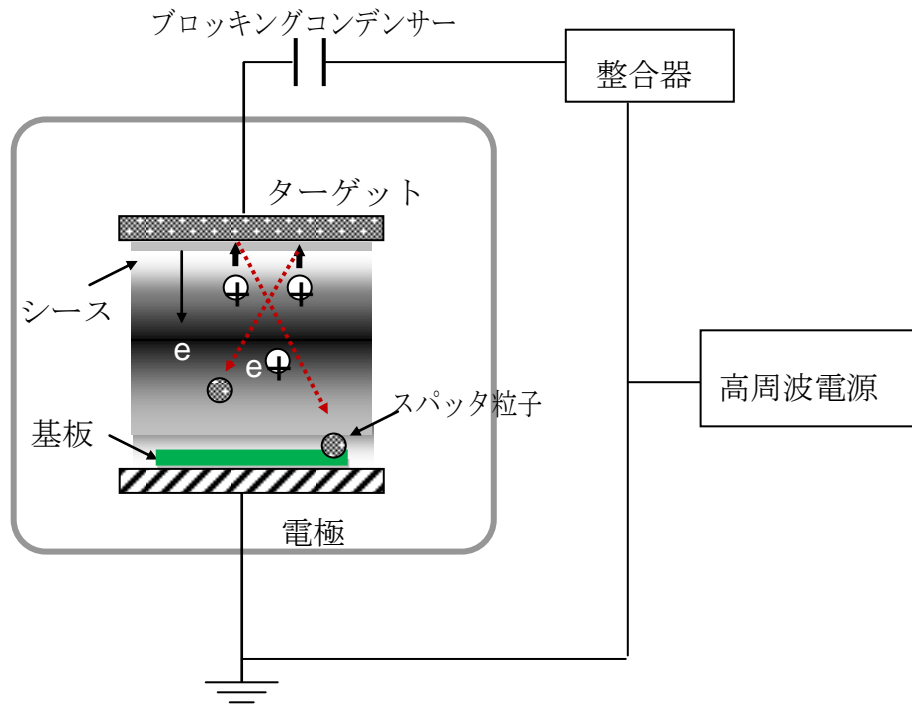 ブロッキングコンデンサー
整合器
ターゲット
シース
e
e
高周波電源
スパッタ粒子
基板
電極